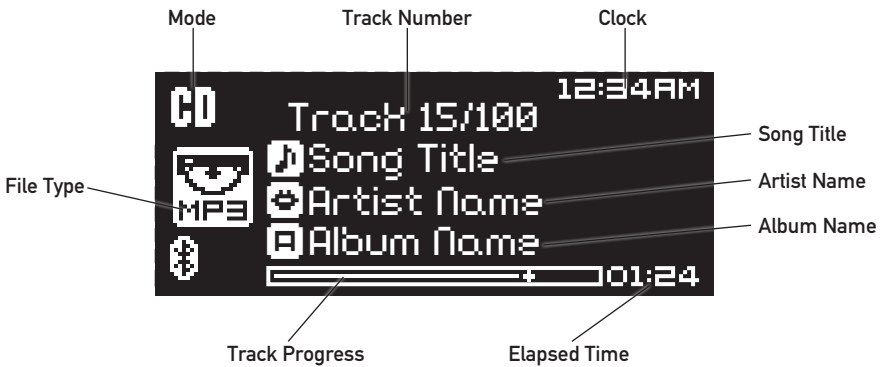 Mode
Track Number
Clock
CD
12:34AM
Track 15/100
Song Title
Song Title
File Type
MP3
Artist Name
Artist Name
Album Name
Album Name
01:24
Track Progress
Elapsed Time